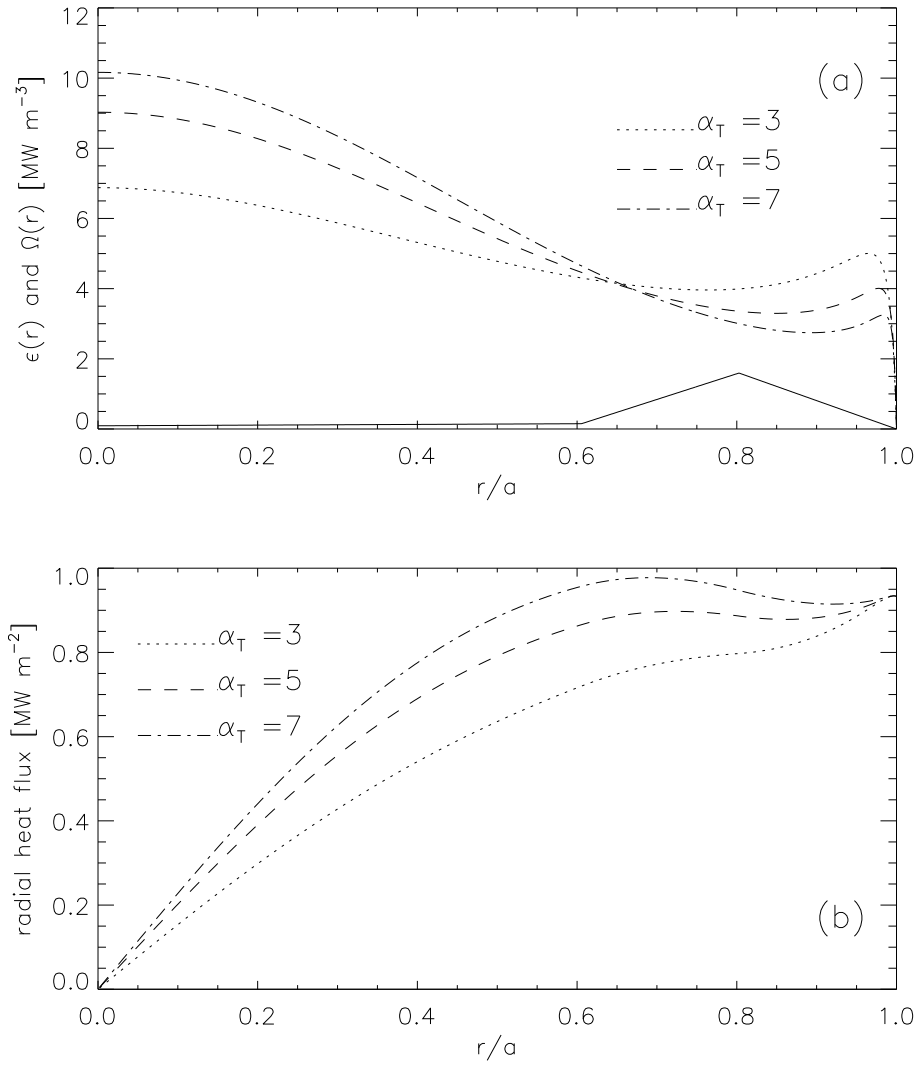 12
10
8
6
4
2
0
ϵ(r) and Ω(r) [MW m⁻³]
(a)
α_T = 3
α_T = 5
α_T = 7
0.0 0.2 0.4 0.6 0.8 1.0
r/a
1.0
0.8
0.6
0.4
0.2
0.0
radial heat flux [MW m⁻²]
α_T = 3
α_T = 5
α_T = 7
(b)
0.0 0.2 0.4 0.6 0.8 1.0
r/a